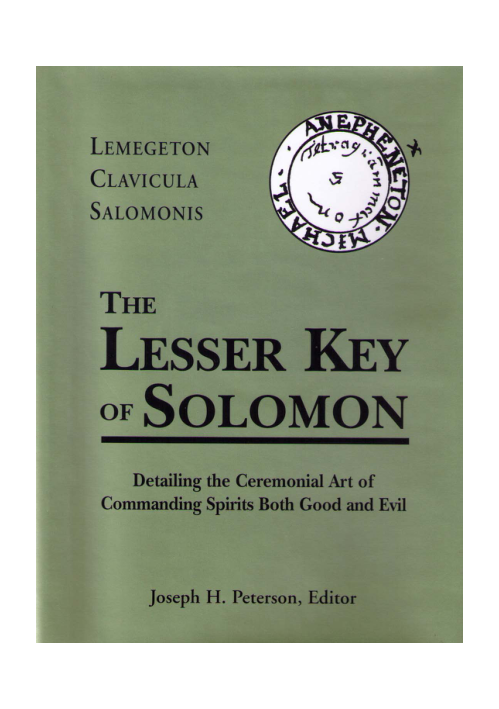 LEMEGETON
CLAVICULA
SALOMONIS
ANEPHENETON · MICHAEL ·
Tetragrammaton
THE
LESSER KEY
OF SOLOMON
Detailing the Ceremonial Art of
Commanding Spirits Both Good and Evil
Joseph H. Peterson, Editor